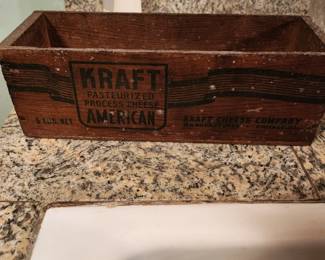 KRAFT
PASTEURIZED
PROCESS CHEESE
AMERICAN
5 LBS. NET
KRAFT CHEESE COMPANY